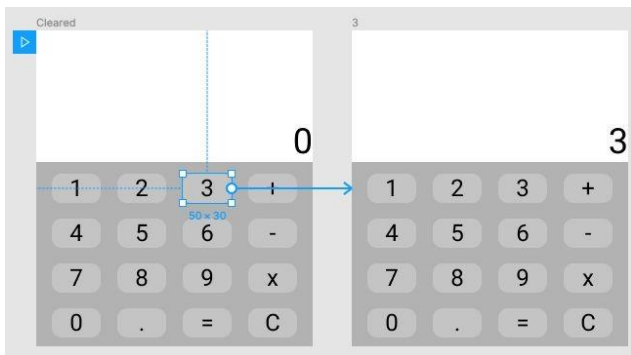 Cleared
3
0
3
1 2 3 +
50 × 30
4 5 6 -
7 8 9 x
0 . = C
1 2 3 +
4 5 6 -
7 8 9 x
0 . = C